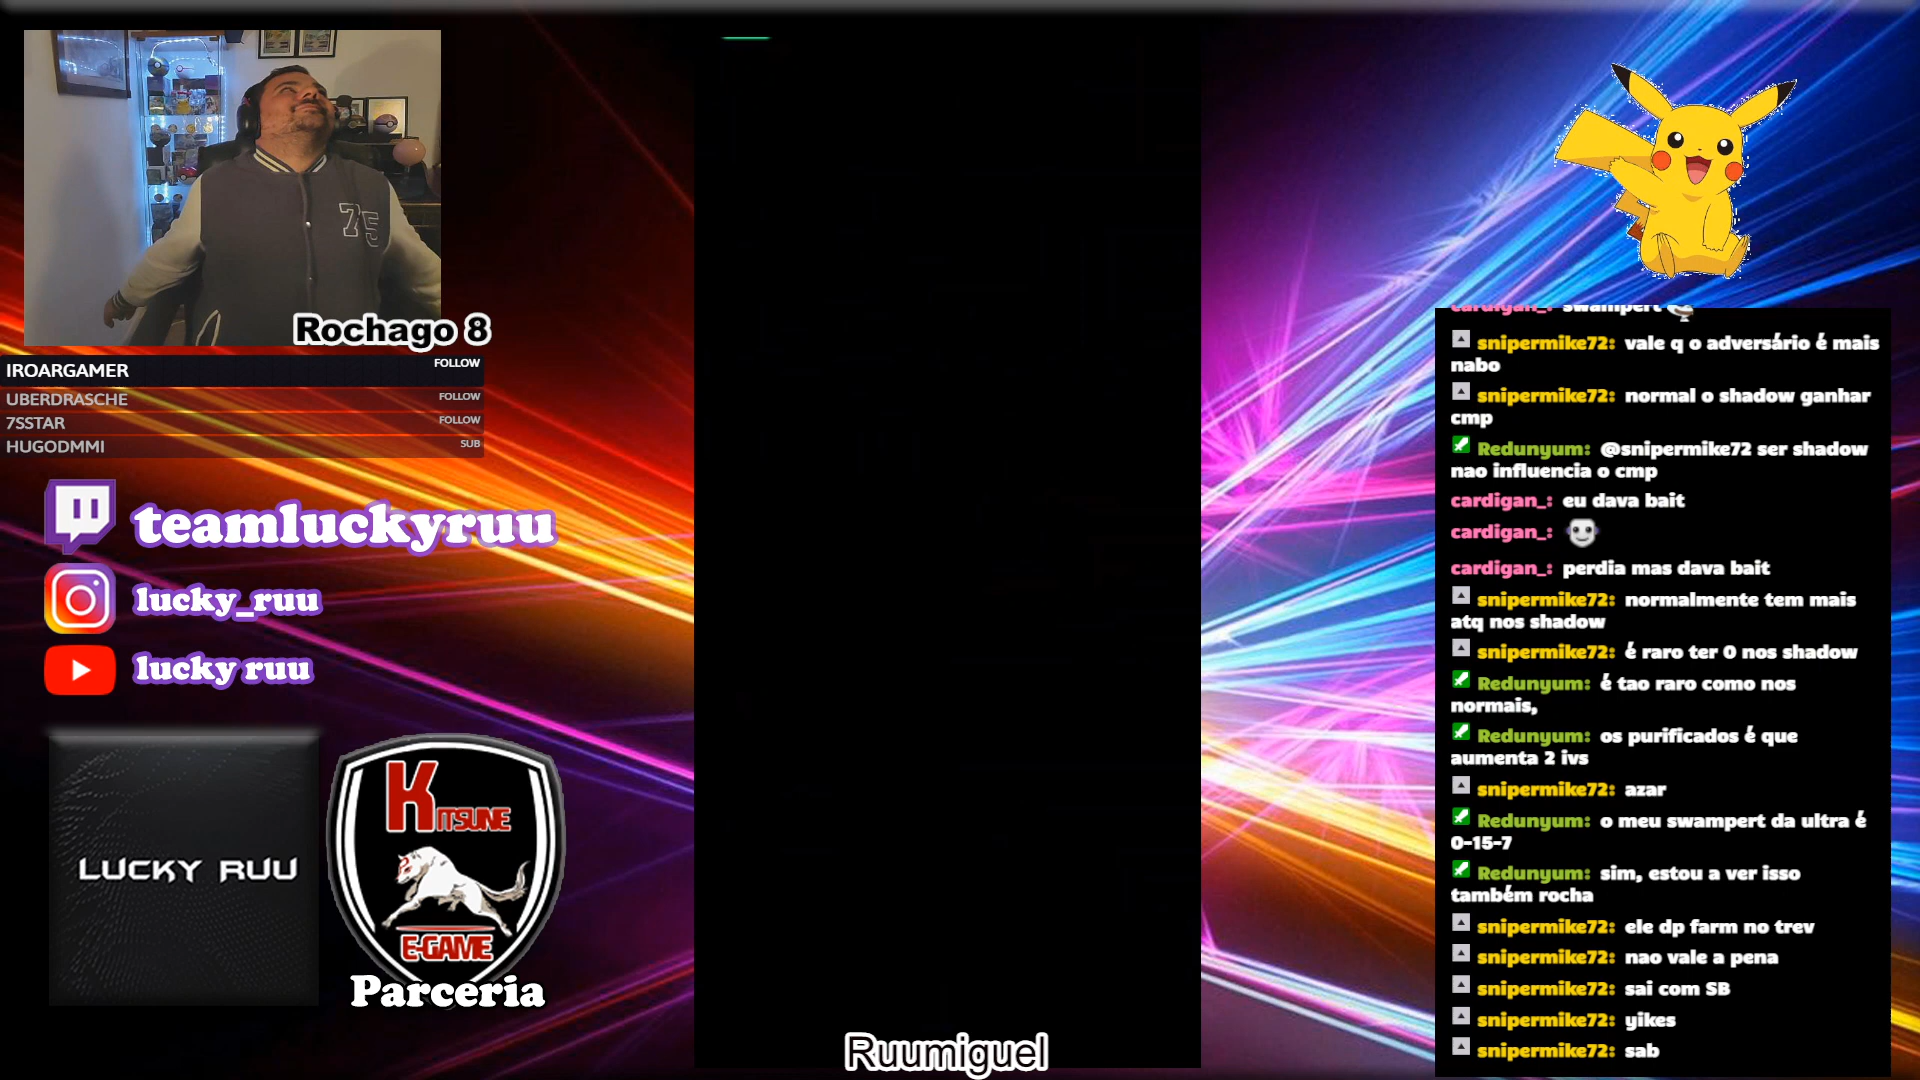 75
Rochago 8
IROARGAMER FOLLOW
UBERDRASCHE FOLLOW
7SSTAR FOLLOW
HUGODMMI SUB
teamluckyruu
lucky_ruu
lucky ruu
LUCKY RUU
KITSUNE
E-GAME
Parceria
Ruumiguel
cardigan_: swampert
snipermike72: vale q o adversário é mais
nabo
snipermike72: normal o shadow ganhar
cmp
Redunyum: @snipermike72 ser shadow
nao influencia o cmp
cardigan_: eu dava bait
cardigan_:
cardigan_: perdia mas dava bait
snipermike72: normalmente tem mais
atq nos shadow
snipermike72: é raro ter 0 nos shadow
Redunyum: é tao raro como nos
normais,
Redunyum: os purificados é que
aumenta 2 ivs
snipermike72: azar
Redunyum: o meu swampert da ultra é
0-15-7
Redunyum: sim, estou a ver isso
também rocha
snipermike72: ele dp farm no trev
snipermike72: nao vale a pena
snipermike72: sai com SB
snipermike72: yikes
snipermike72: sab